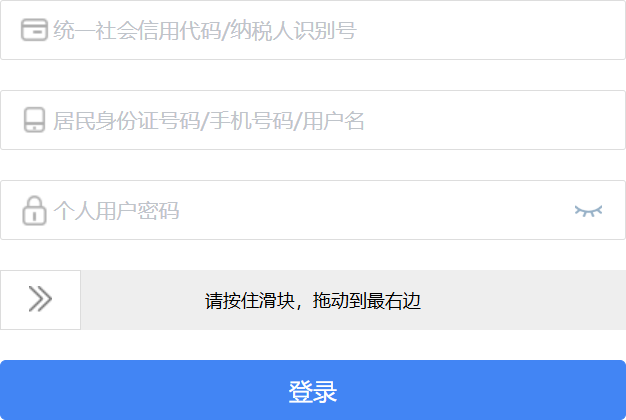 统一社会信用代码/纳税人识别号
居民身份证号码/手机号码/用户名
个人用户密码
请按住滑块，拖动到最右边
登录